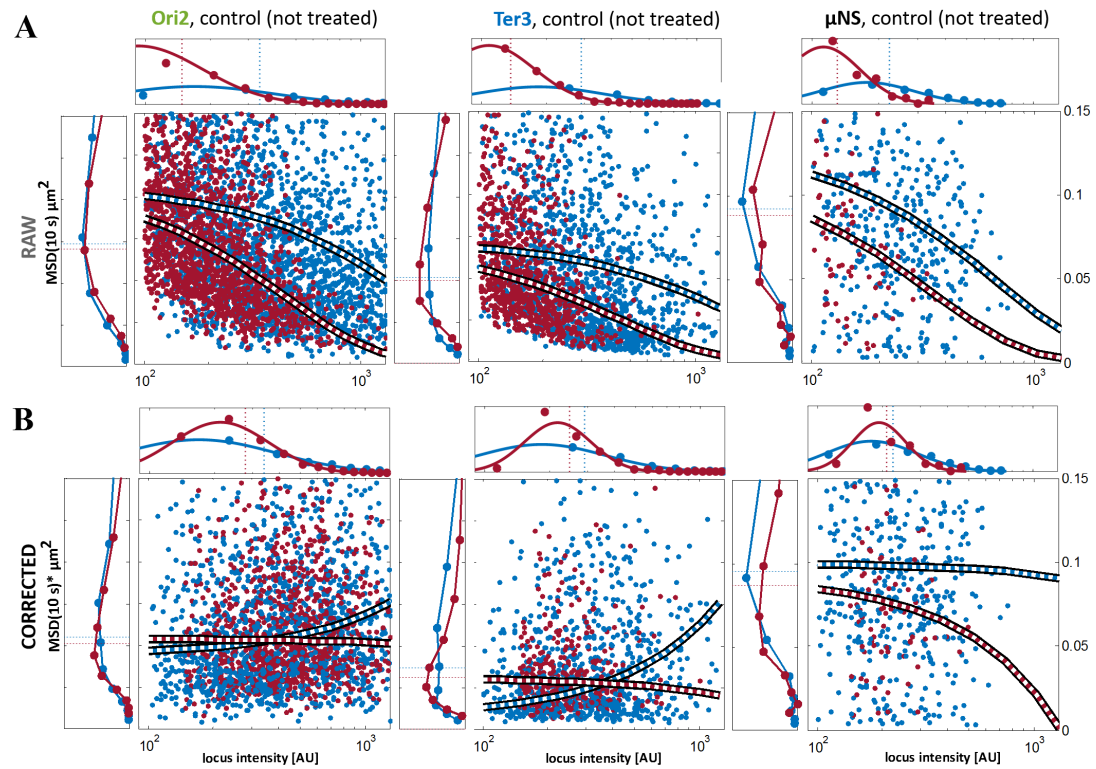 A
Ori2, control (not treated)
Ter3, control (not treated)
μNS, control (not treated)
RAW
MSD(10 s) μm2
0.15
0.1
0.05
0
10²
10³
10²
10³
10²
10³
B
CORRECTED
MSD(10 s)* μm2
0.15
0.1
0.05
0
10²
10³
10²
10³
10²
10³
locus intensity [AU]
locus intensity [AU]
locus intensity [AU]